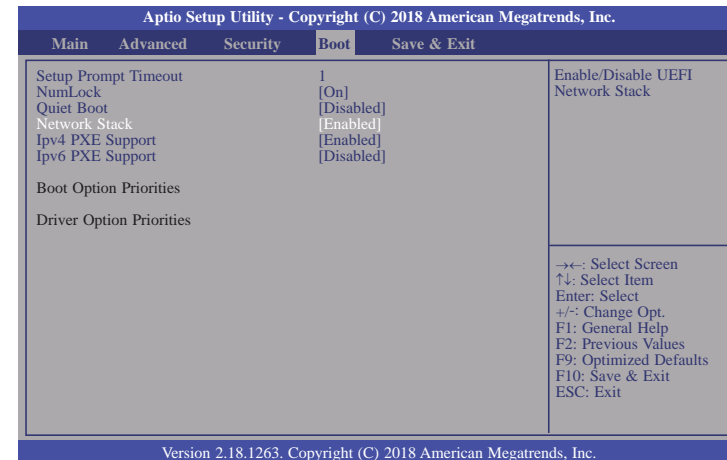 Aptio Setup Utility - Copyright (C) 2018 American Megatrends, Inc.
Main Advanced Security Boot Save & Exit
Setup Prompt Timeout 1
NumLock [On]
Quiet Boot [Disabled]
Network Stack [Enabled]
Ipv4 PXE Support [Enabled]
Ipv6 PXE Support [Disabled]
Boot Option Priorities
Driver Option Priorities
Enable/Disable UEFI
Network Stack
→←: Select Screen
↑↓: Select Item
Enter: Select
+/-: Change Opt.
F1: General Help
F2: Previous Values
F9: Optimized Defaults
F10: Save & Exit
ESC: Exit
Version 2.18.1263. Copyright (C) 2018 American Megatrends, Inc.